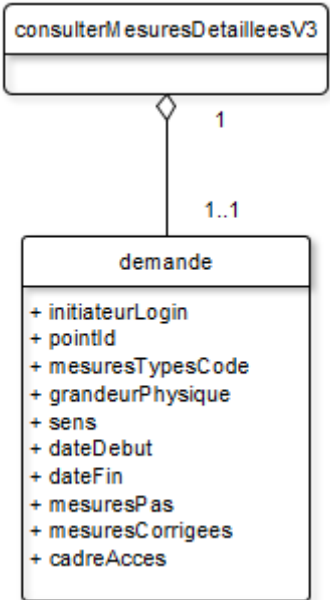 consulterMesuresDetailleesV3
1
1..1
demande
+ initiateurLogin
+ pointId
+ mesuresTypesCode
+ grandeurPhysique
+ sens
+ dateDebut
+ dateFin
+ mesuresPas
+ mesuresCorrigees
+ cadreAcces